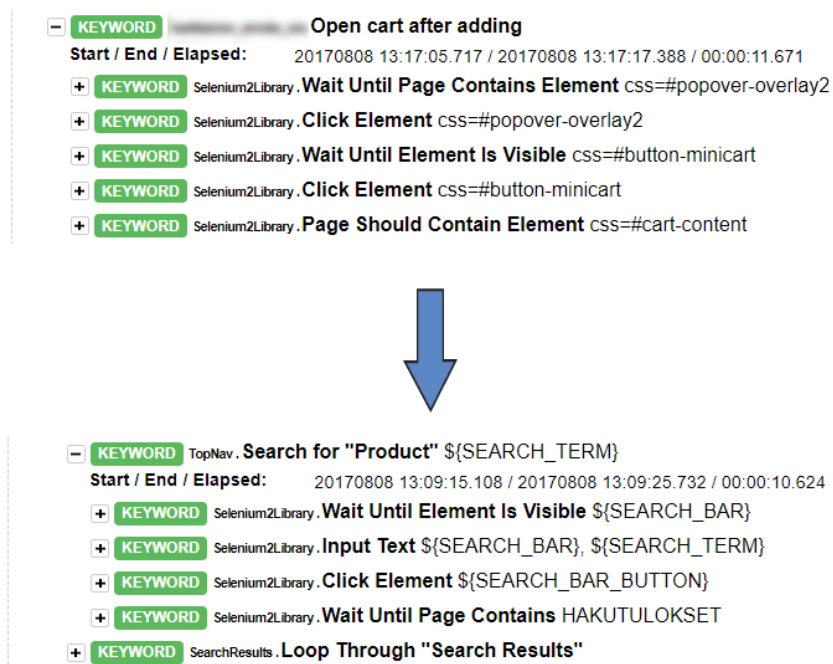 KEYWORD Open cart after adding
Start / End / Elapsed: 20170808 13:17:05.717 / 20170808 13:17:17.388 / 00:00:11.671
KEYWORD Selenium2Library.Wait Until Page Contains Element css=#popover-overlay2
KEYWORD Selenium2Library.Click Element css=#popover-overlay2
KEYWORD Selenium2Library.Wait Until Element Is Visible css=#button-minicart
KEYWORD Selenium2Library.Click Element css=#button-minicart
KEYWORD Selenium2Library.Page Should Contain Element css=#cart-content
KEYWORD TopNav.Search for "Product" ${SEARCH_TERM}
Start / End / Elapsed: 20170808 13:09:15.108 / 20170808 13:09:25.732 / 00:00:10.624
KEYWORD Selenium2Library.Wait Until Element Is Visible ${SEARCH_BAR}
KEYWORD Selenium2Library.Input Text ${SEARCH_BAR}, ${SEARCH_TERM}
KEYWORD Selenium2Library.Click Element ${SEARCH_BAR_BUTTON}
KEYWORD Selenium2Library.Wait Until Page Contains HAKUTULOKSET
KEYWORD SearchResults.Loop Through "Search Results"